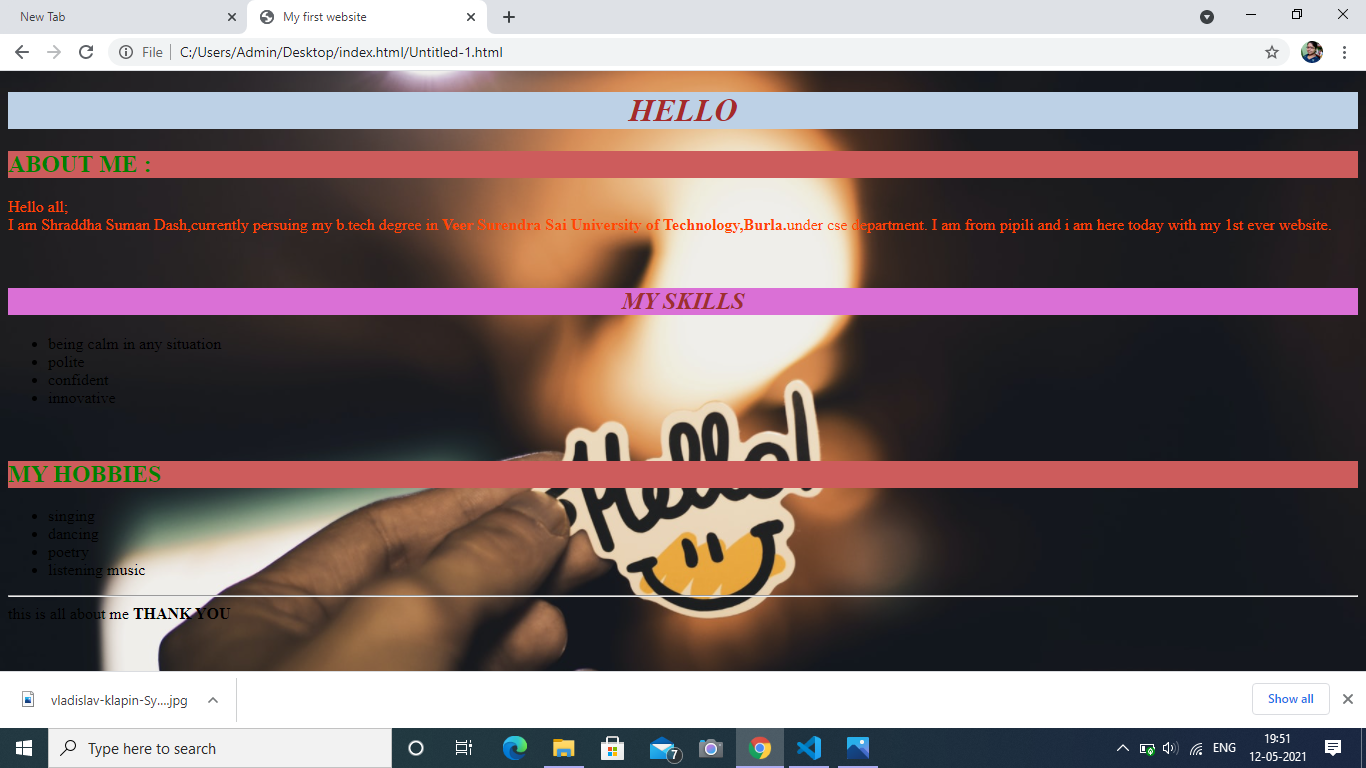 New Tab
My first website
File
C:/Users/Admin/Desktop/index.html/Untitled-1.html
HELLO
ABOUT ME :
Hello all;
I am Shraddha Suman Dash,currently persuing my b.tech degree in Veer Surendra Sai University of Technology,Burla.under cse department. I am from pipili and i am here today with my 1st ever website.
MY SKILLS
being calm in any situation
polite
confident
innovative
Hello!
MY HOBBIES
singing
dancing
poetry
listening music
this is all about me THANK YOU
vladislav-klapin-Sy....jpg
Show all
Type here to search
7
ENG
19:51
12-05-2021